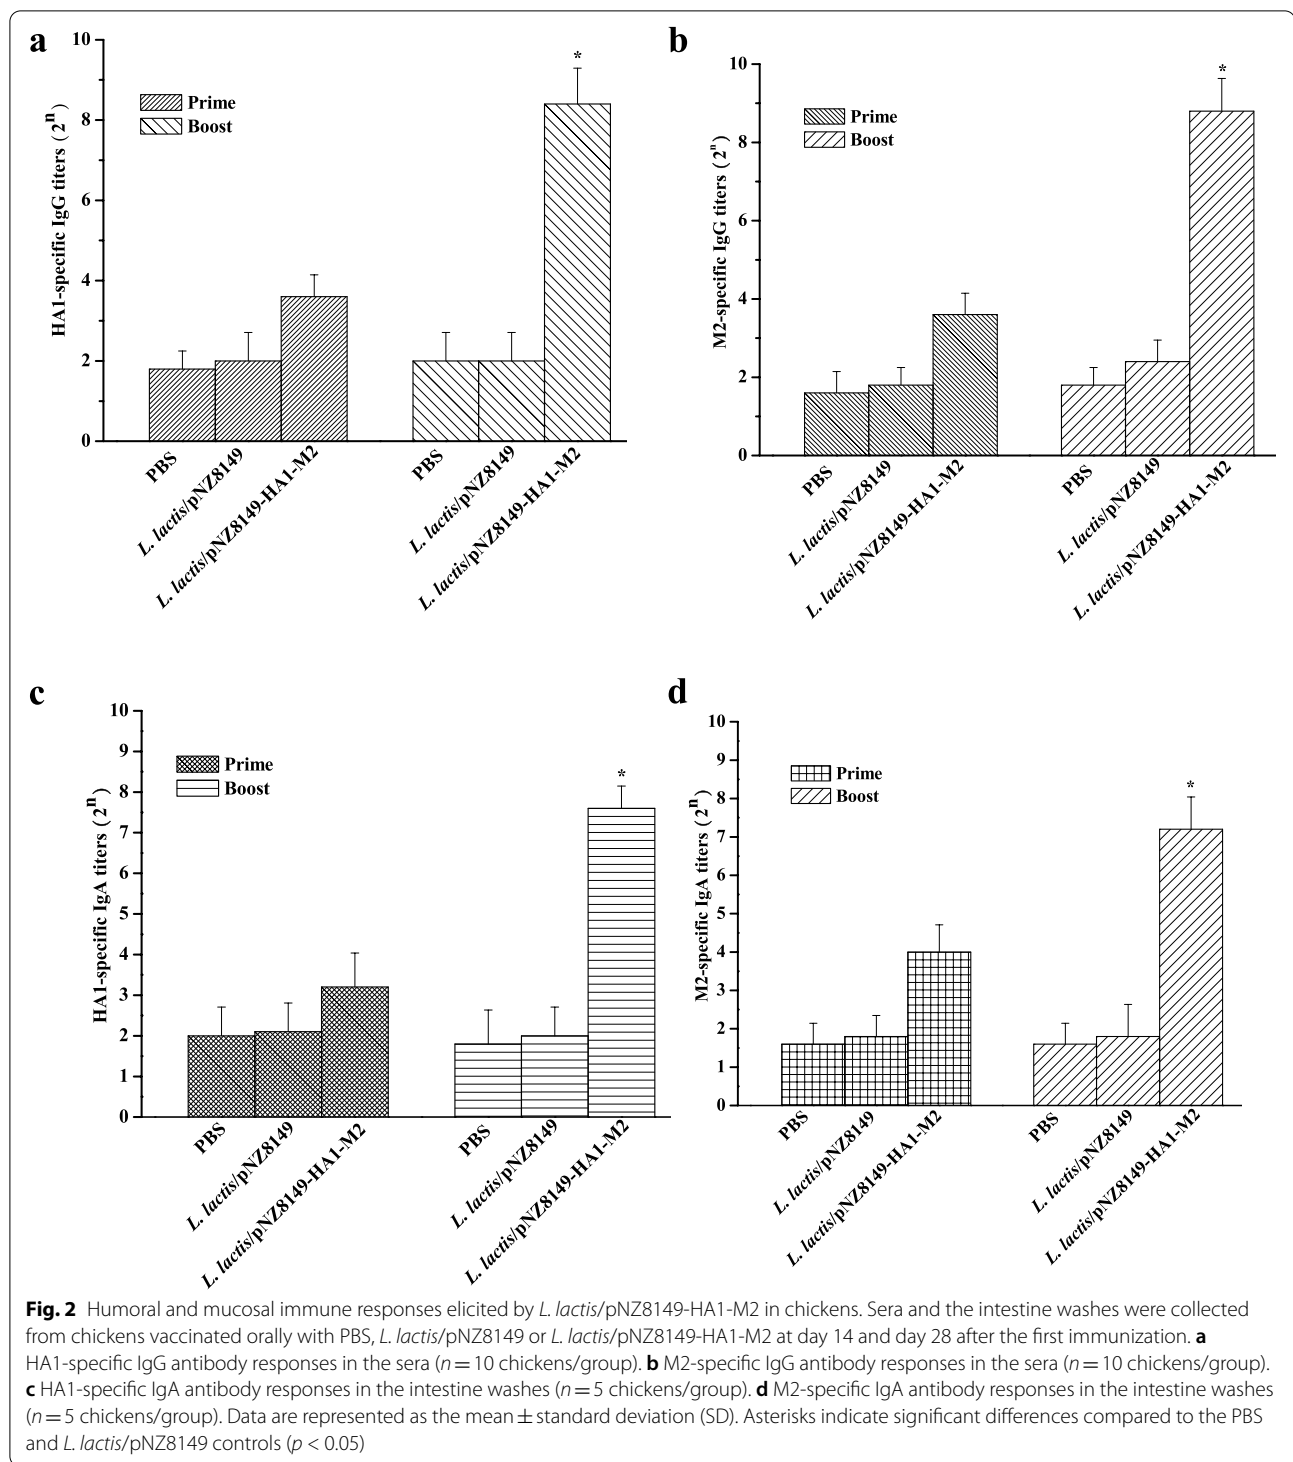 a
10
8
6
4
2
0
HA1-specific IgG titers (2^n)
Prime
Boost
*
PBS
L. lactis/pNZ8149
L. lactis/pNZ8149-HA1-M2
PBS
L. lactis/pNZ8149
L. lactis/pNZ8149-HA1-M2
b
10
8
6
4
2
0
M2-specific IgG titers (2^n)
Prime
Boost
*
PBS
L. lactis/pNZ8149
L. lactis/pNZ8149-HA1-M2
PBS
L. lactis/pNZ8149
L. lactis/pNZ8149-HA1-M2
c
10
9
8
7
6
5
4
3
2
1
0
HA1-specific IgA titers (2^n)
Prime
Boost
*
PBS
L. lactis/pNZ8149
L. lactis/pNZ8149-HA1-M2
PBS
L. lactis/pNZ8149
L. lactis/pNZ8149-HA1-M2
d
10
9
8
7
6
5
4
3
2
1
0
M2-specific IgA titers (2^n)
Prime
Boost
*
PBS
L. lactis/pNZ8149
L. lactis/pNZ8149-HA1-M2
PBS
L. lactis/pNZ8149
L. lactis/pNZ8149-HA1-M2
Fig. 2 Humoral and mucosal immune responses elicited by L. lactis/pNZ8149-HA1-M2 in chickens. Sera and the intestine washes were collected
from chickens vaccinated orally with PBS, L. lactis/pNZ8149 or L. lactis/pNZ8149-HA1-M2 at day 14 and day 28 after the first immunization. a
HA1-specific IgG antibody responses in the sera (n = 10 chickens/group). b M2-specific IgG antibody responses in the sera (n = 10 chickens/group).
c HA1-specific IgA antibody responses in the intestine washes (n = 5 chickens/group). d M2-specific IgA antibody responses in the intestine washes
(n = 5 chickens/group). Data are represented as the mean ± standard deviation (SD). Asterisks indicate significant differences compared to the PBS
and L. lactis/pNZ8149 controls (p < 0.05)